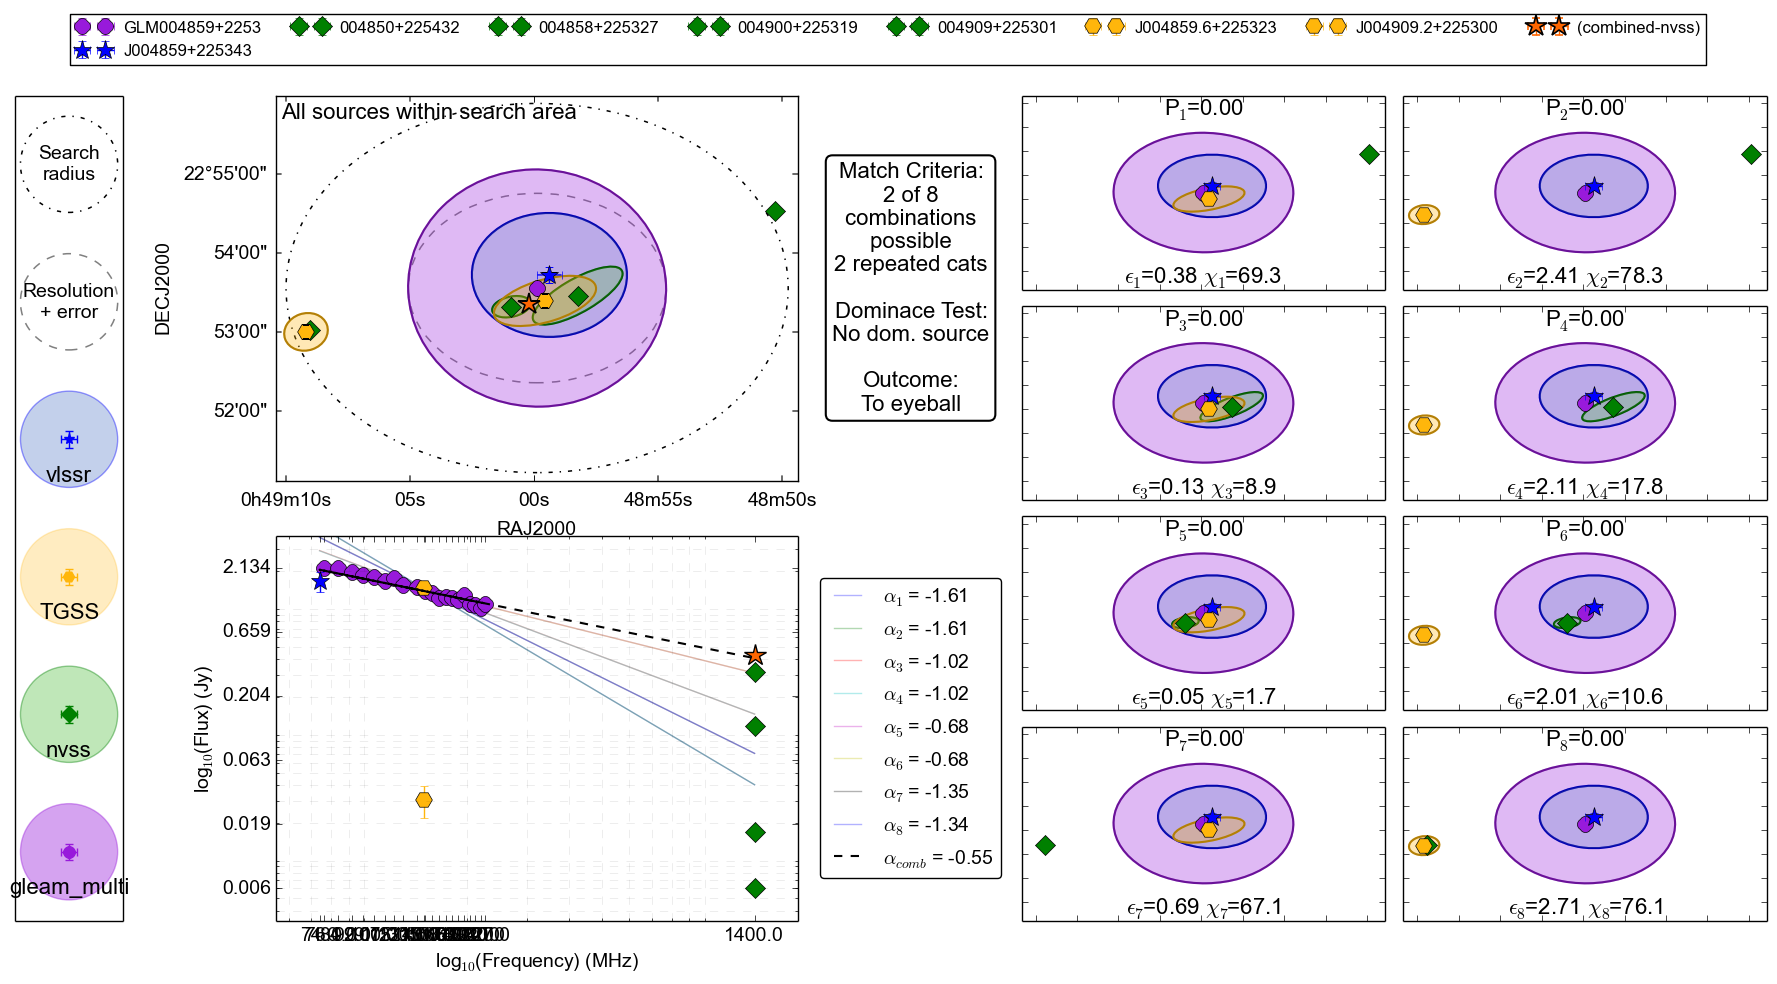 GLM004859+2253
004850+225432
004858+225327
004900+225319
004909+225301
J004859.6+225323
J004909.2+225300
(combined-nvss)
J004859+225343
Search
radius
Resolution
+ error
vlssr
TGSS
nvss
gleam_multi
All sources within search area
DECJ2000
22°55'00"
54'00"
53'00"
52'00"
0h49m10s
05s
00s
48m55s
48m50s
RAJ2000
Match Criteria:
2 of 8
combinations
possible
2 repeated cats
Dominace Test:
No dom. source
Outcome:
To eyeball
log10(Flux) (Jy)
2.134
0.659
0.204
0.063
0.019
0.006
1400.0
log10(Frequency) (MHz)
α1 = -1.61
α2 = -1.61
α3 = -1.02
α4 = -1.02
α5 = -0.68
α6 = -0.68
α7 = -1.35
α8 = -1.34
αcomb = -0.55
P1=0.00
ϵ1=0.38 χ1=69.3
P2=0.00
ϵ2=2.41 χ2=78.3
P3=0.00
ϵ3=0.13 χ3=8.9
P4=0.00
ϵ4=2.11 χ4=17.8
P5=0.00
ϵ5=0.05 χ5=1.7
P6=0.00
ϵ6=2.01 χ6=10.6
P7=0.00
ϵ7=0.69 χ7=67.1
P8=0.00
ϵ8=2.71 χ8=76.1